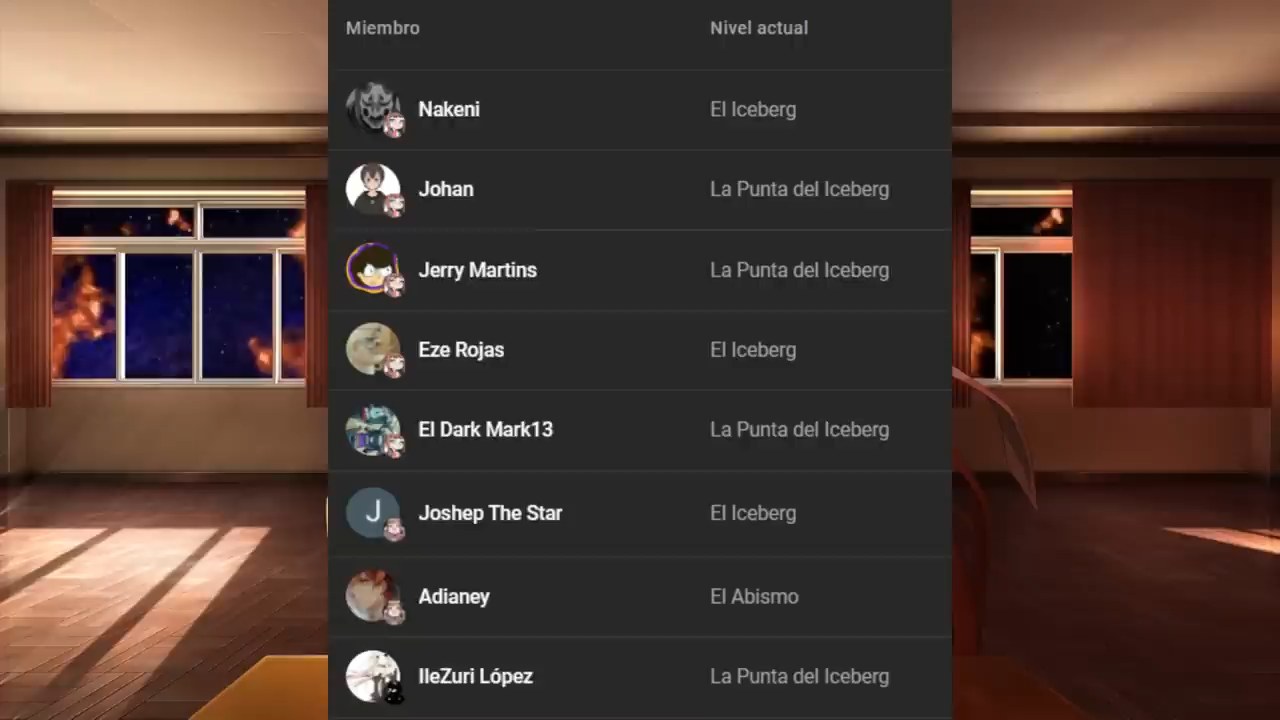 Miembro Nivel actual
Nakeni El Iceberg
Johan La Punta del Iceberg
Jerry Martins La Punta del Iceberg
Eze Rojas El Iceberg
El Dark Mark13 La Punta del Iceberg
J
Joshep The Star El Iceberg
Adianey El Abismo
IleZuri López La Punta del Iceberg